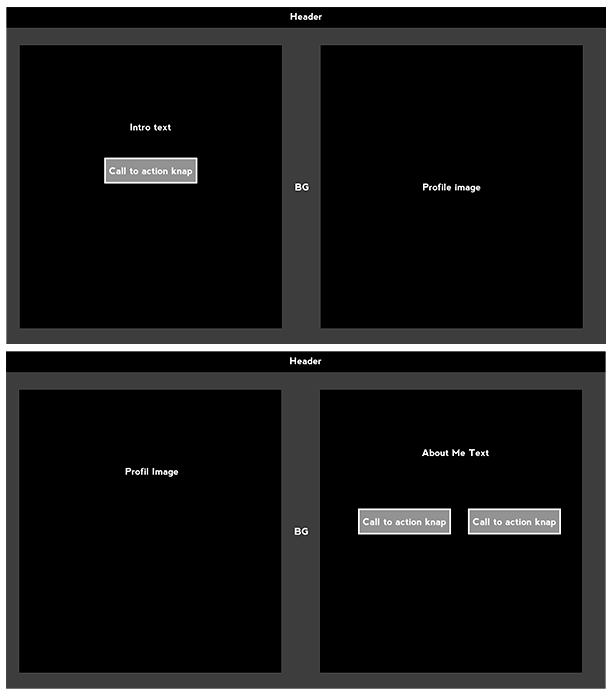 Header
Intro text
Call to action knap
BG
Profile image
Header
Profil Image
BG
About Me Text
Call to action knap
Call to action knap